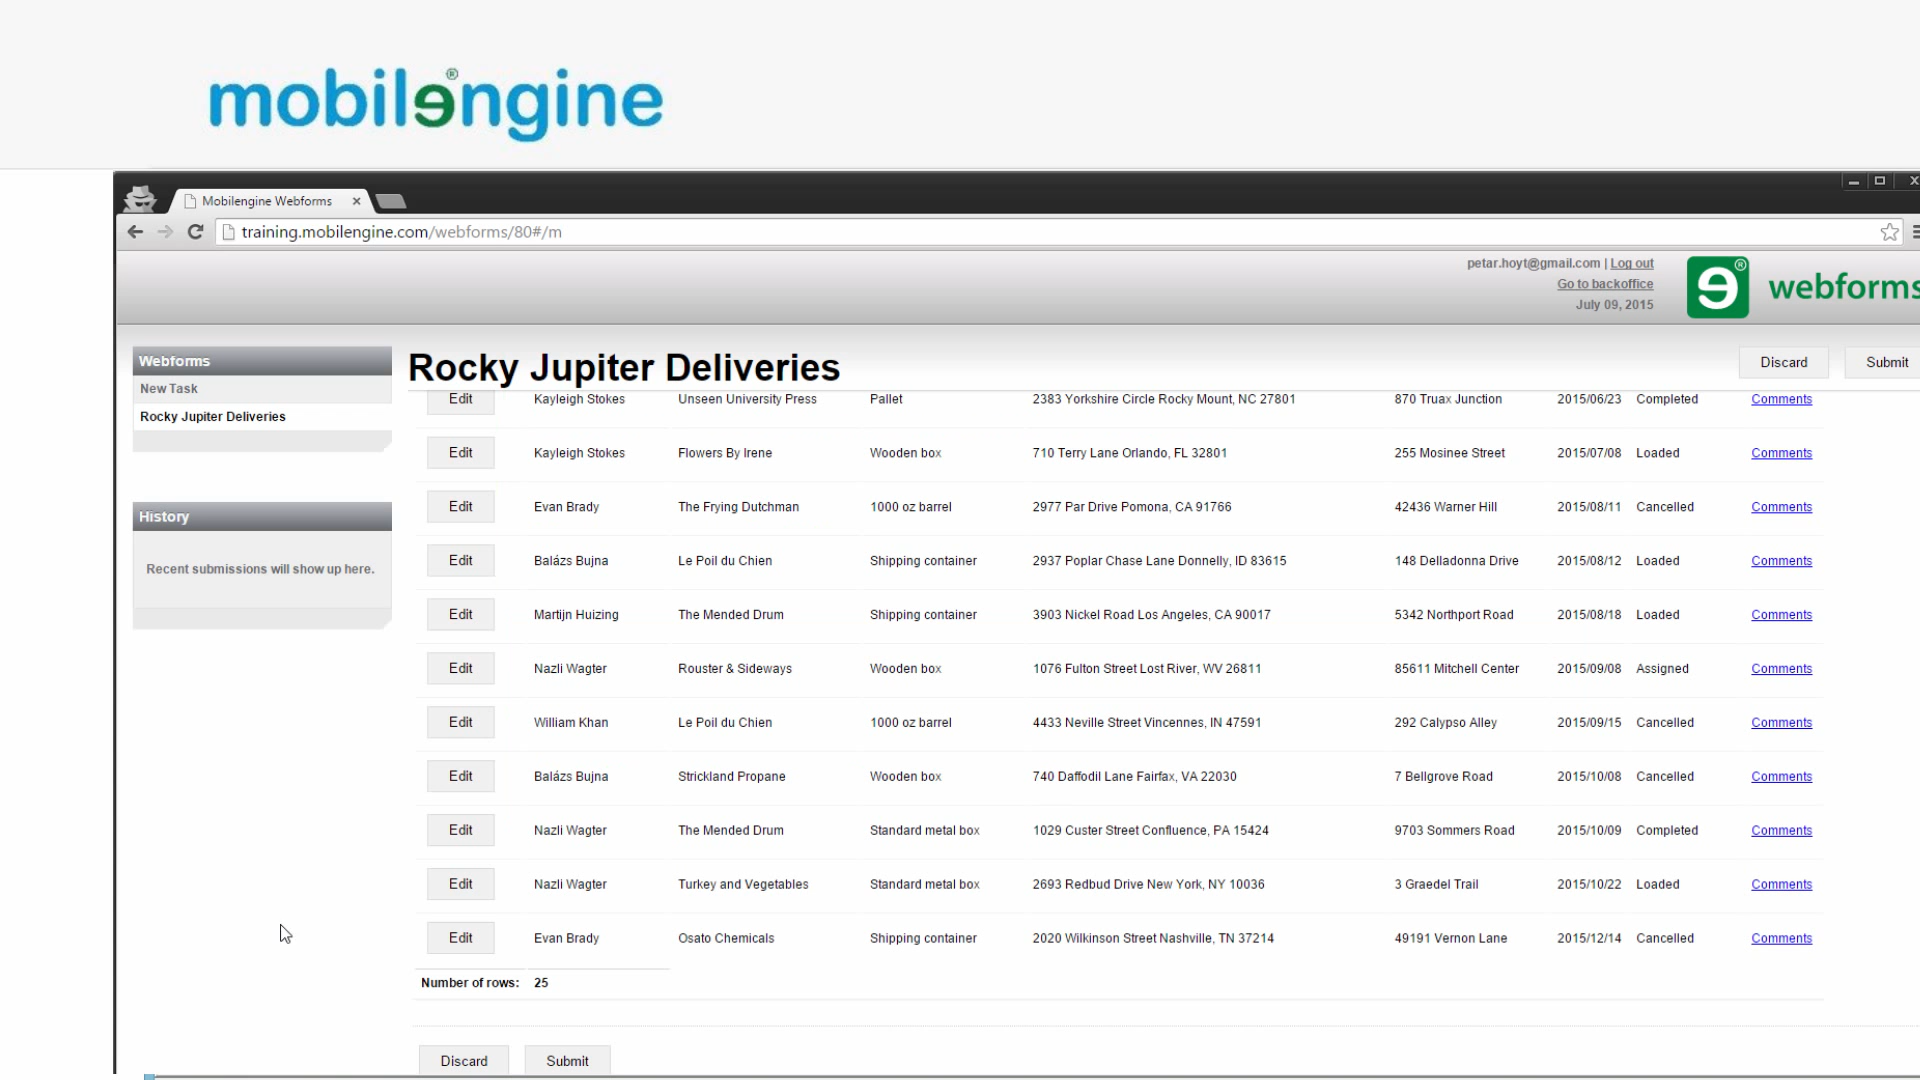 mobilengine®
Mobilengine Webforms
training.mobilengine.com/webforms/80#/m
petar.hoyt@gmail.com | Log out
Go to backoffice
July 09, 2015
e® webforms
Webforms
New Task
Rocky Jupiter Deliveries
History
Recent submissions will show up here.
Rocky Jupiter Deliveries
Discard Submit
Edit Kayleigh Stokes Unseen University Press Pallet 2383 Yorkshire Circle Rocky Mount, NC 27801 870 Truax Junction 2015/06/23 Completed Comments
Edit Kayleigh Stokes Flowers By Irene Wooden box 710 Terry Lane Orlando, FL 32801 255 Mosinee Street 2015/07/08 Loaded Comments
Edit Evan Brady The Frying Dutchman 1000 oz barrel 2977 Par Drive Pomona, CA 91766 42436 Warner Hill 2015/08/11 Cancelled Comments
Edit Balázs Bujna Le Poil du Chien Shipping container 2937 Poplar Chase Lane Donnelly, ID 83615 148 Delladonna Drive 2015/08/12 Loaded Comments
Edit Martijn Huizing The Mended Drum Shipping container 3903 Nickel Road Los Angeles, CA 90017 5342 Northport Road 2015/08/18 Loaded Comments
Edit Nazli Wagter Rouster & Sideways Wooden box 1076 Fulton Street Lost River, WV 26811 85611 Mitchell Center 2015/09/08 Assigned Comments
Edit William Khan Le Poil du Chien 1000 oz barrel 4433 Neville Street Vincennes, IN 47591 292 Calypso Alley 2015/09/15 Cancelled Comments
Edit Balázs Bujna Strickland Propane Wooden box 740 Daffodil Lane Fairfax, VA 22030 7 Bellgrove Road 2015/10/08 Cancelled Comments
Edit Nazli Wagter The Mended Drum Standard metal box 1029 Custer Street Confluence, PA 15424 9703 Sommers Road 2015/10/09 Completed Comments
Edit Nazli Wagter Turkey and Vegetables Standard metal box 2693 Redbud Drive New York, NY 10036 3 Graedel Trail 2015/10/22 Loaded Comments
Edit Evan Brady Osato Chemicals Shipping container 2020 Wilkinson Street Nashville, TN 37214 49191 Vernon Lane 2015/12/14 Cancelled Comments
Number of rows: 25
Discard Submit